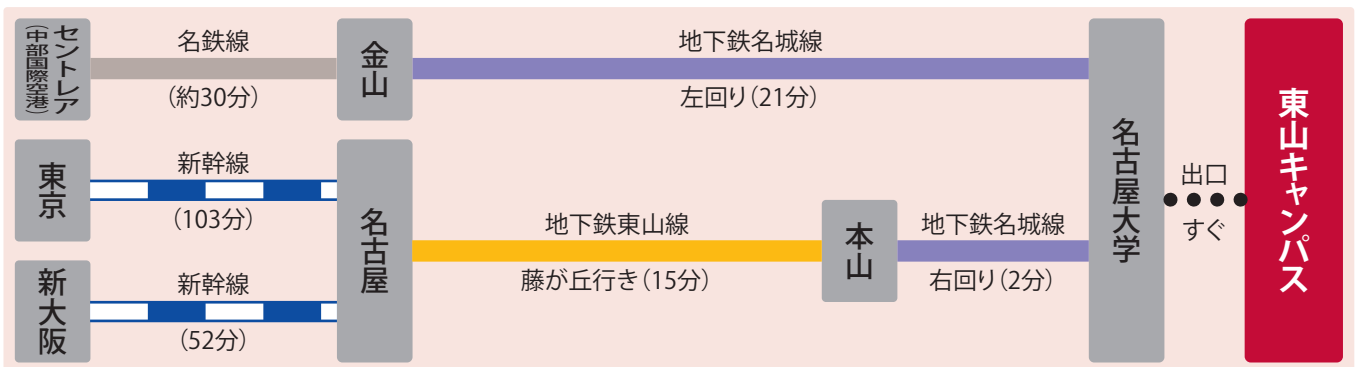 セントレア
(中部国際空港)
名鉄線
(約30分)
金山
地下鉄名城線
左回り(21分)
東京
新幹線
(103分)
新大阪
新幹線
(52分)
名古屋
地下鉄東山線
藤が丘行き(15分)
本山
地下鉄名城線
右回り(2分)
名古屋大学
出口
すぐ
東山キャンパス